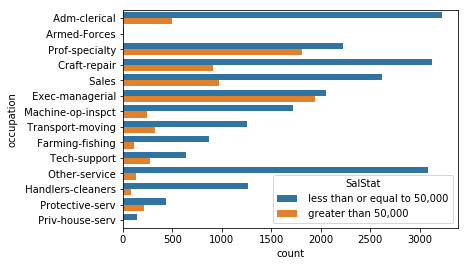 Adm-clerical
Armed-Forces
Prof-specialty
Craft-repair
Sales
Exec-managerial
Machine-op-inspct
Transport-moving
Farming-fishing
Tech-support
Other-service
Handlers-cleaners
Protective-serv
Priv-house-serv
occupation
SalStat
less than or equal to 50,000
greater than 50,000
0 500 1000 1500 2000 2500 3000
count